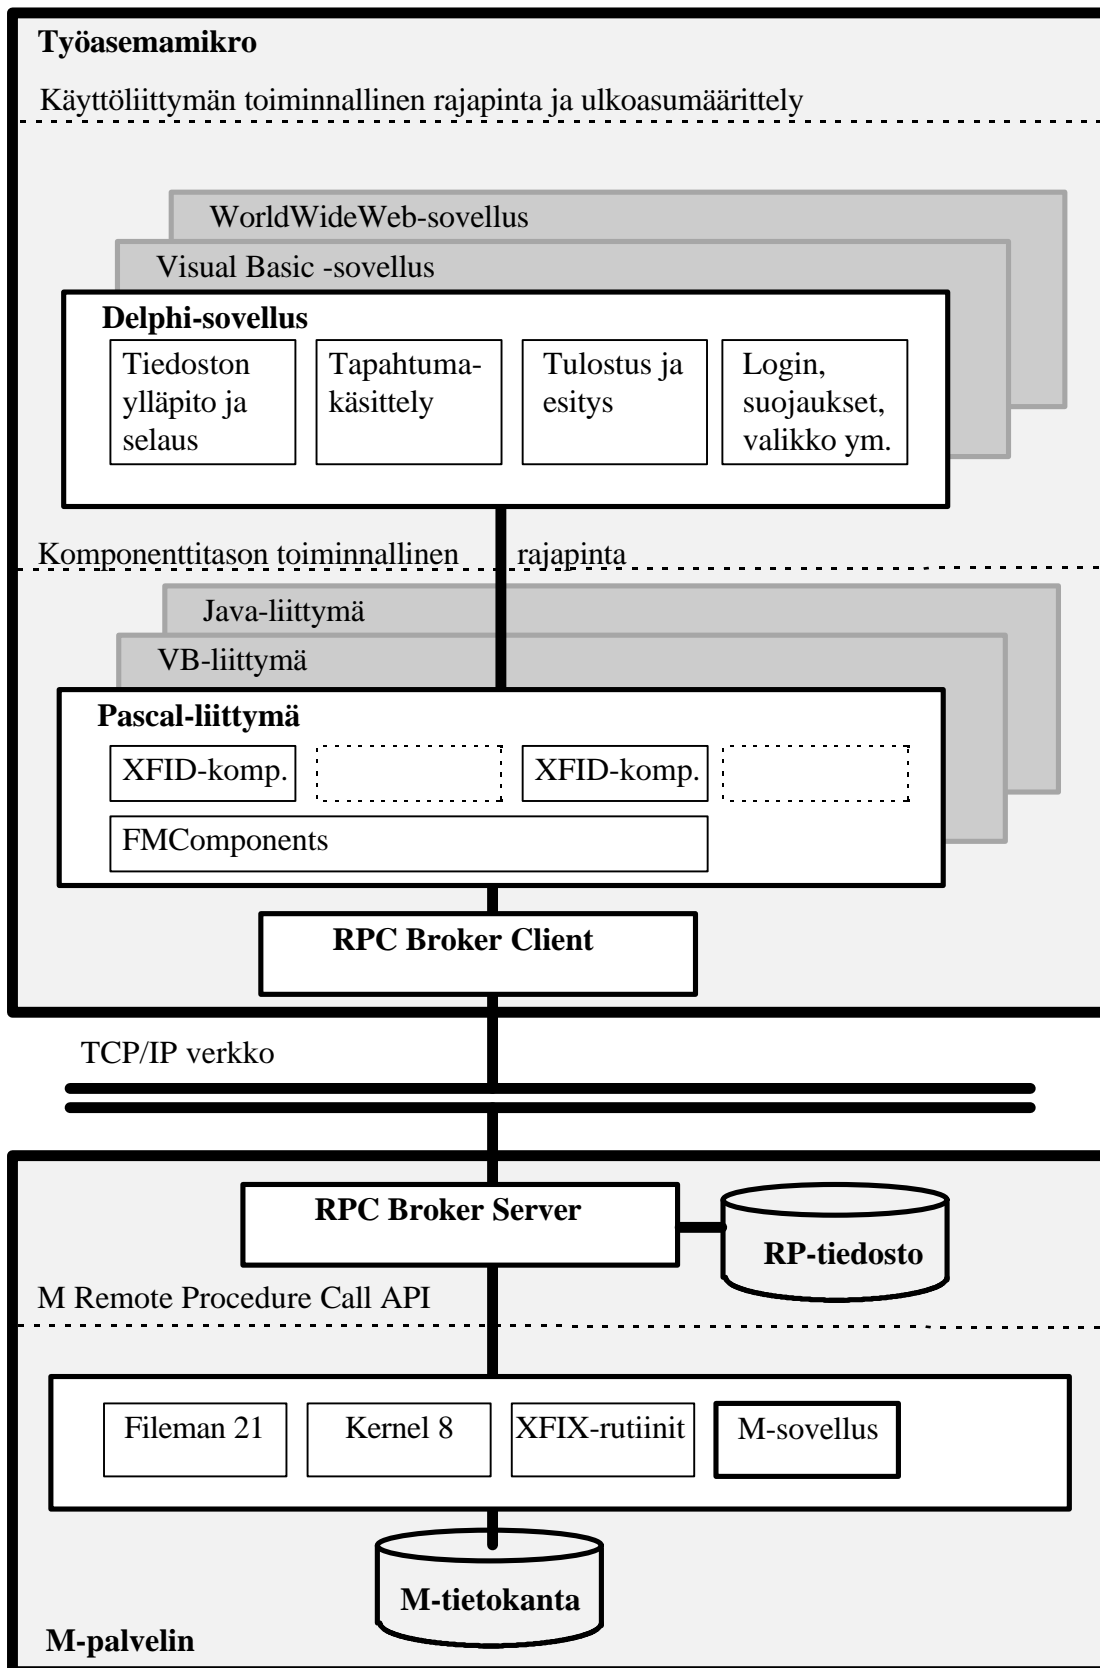 Työasemamikro
Käyttöliittymän toiminnallinen rajapinta ja ulkoasumäärittely
WorldWideWeb-sovellus
Visual Basic -sovellus
Delphi-sovellus
Tiedoston
ylläpito ja
selaus
Tapahtuma-
käsittely
Tulostus ja
esitys
Login,
suojaukset,
valikko ym.
Komponenttitason toiminnallinen rajapinta
Java-liittymä
VB-liittymä
Pascal-liittymä
XFID-komp.
XFID-komp.
FMComponents
RPC Broker Client
TCP/IP verkko
RPC Broker Server
RP-tiedosto
M Remote Procedure Call API
Fileman 21
Kernel 8
XFIX-rutiinit
M-sovellus
M-tietokanta
M-palvelin